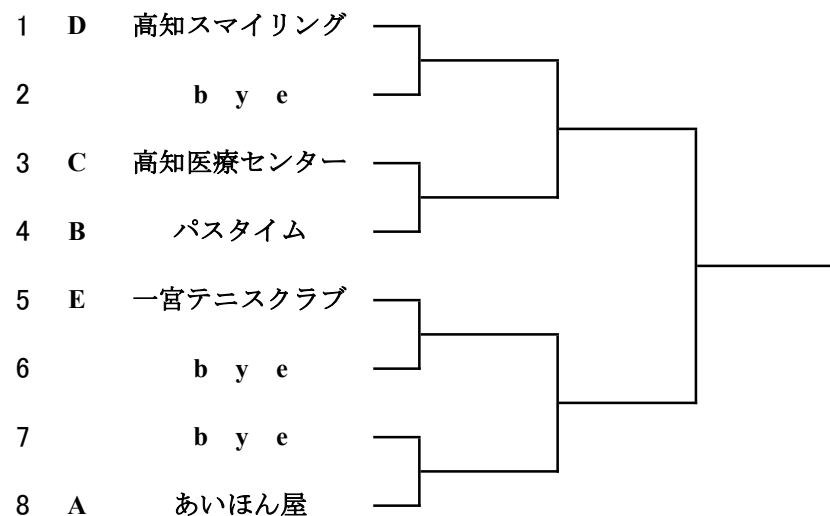 1 D 高知スマイリング
2 b y e
3 C 高知医療センター
4 B パスタイム
5 E 一宮テニスクラブ
6 b y e
7 b y e
8 A あいほん屋